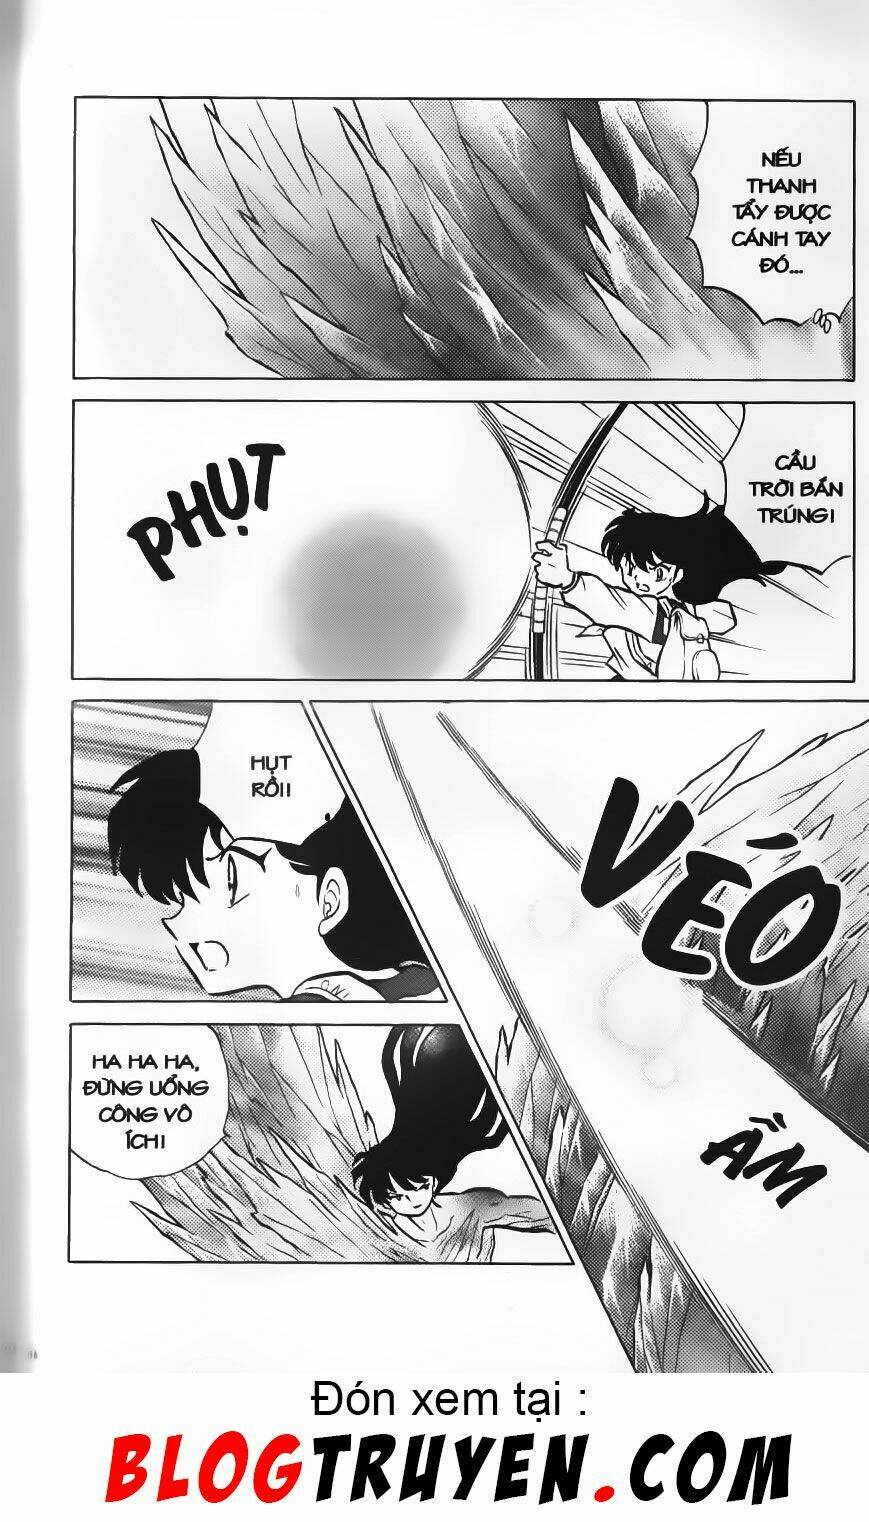 NẾU
THANH
TẨY ĐƯỢC
CÁNH TAY
ĐÓ...
CẦU
TRỜI BẮN
TRÚNG!
PHỤT
HỤT
RỒI!
VÉO
ẦM
HA HA HA,
ĐỪNG UỔNG
CÔNG VÔ
ÍCH!
Đón xem tại :
BLOGTRUYEN.COM